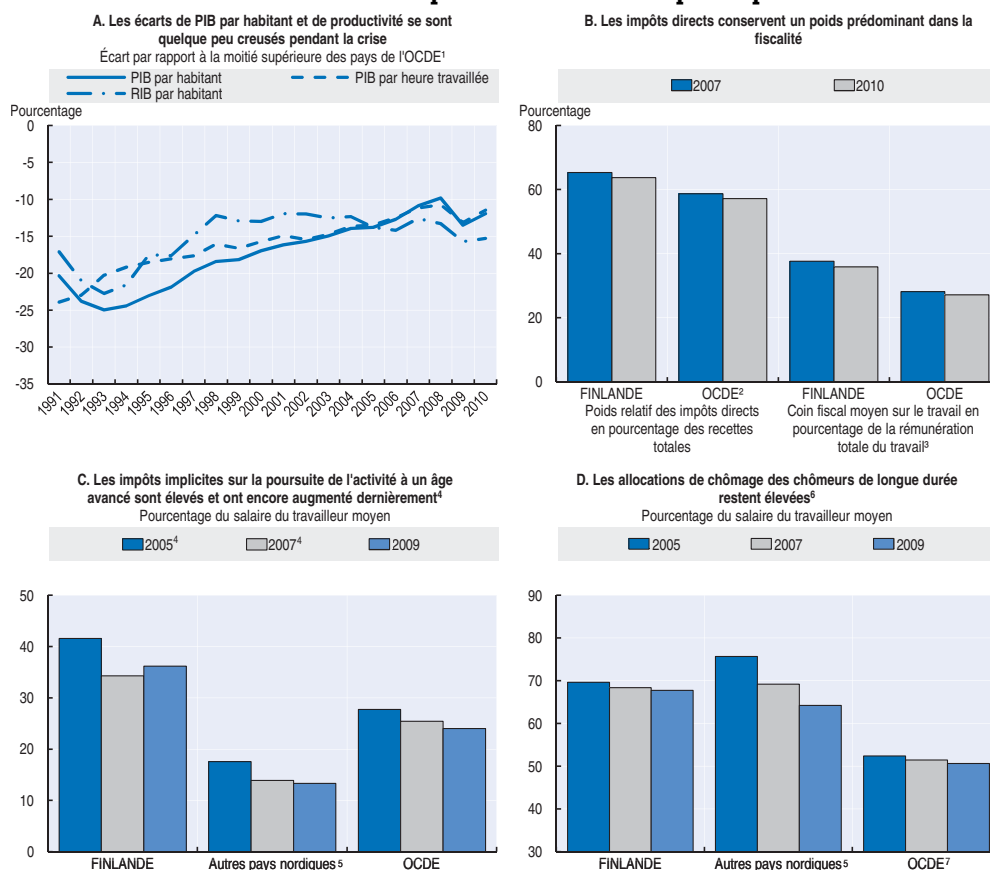 A. Les écarts de PIB par habitant et de productivité se sont
quelque peu creusés pendant la crise
Écart par rapport à la moitié supérieure des pays de l'OCDE¹
PIB par habitant
PIB par heure travaillée
RIB par habitant
Pourcentage
0
-5
-10
-15
-20
-25
-30
-35
1991 1992 1993 1994 1995 1996 1997 1998 1999 2000 2001 2002 2003 2004 2005 2006 2007 2008 2009 2010
B. Les impôts directs conservent un poids prédominant dans la
fiscalité
2007 2010
Pourcentage
80
60
40
20
0
FINLANDE OCDE² FINLANDE OCDE
Poids relatif des impôts directs
en pourcentage des recettes
totales
Coin fiscal moyen sur le travail en
pourcentage de la rémunération
totale du travail³
C. Les impôts implicites sur la poursuite de l'activité à un âge
avancé sont élevés et ont encore augmenté dernièrement⁴
Pourcentage du salaire du travailleur moyen
2005⁴ 2007⁴ 2009
50
40
30
20
10
0
FINLANDE Autres pays nordiques⁵ OCDE
D. Les allocations de chômage des chômeurs de longue durée
restent élevées⁶
Pourcentage du salaire du travailleur moyen
2005 2007 2009
90
80
70
60
50
40
30
FINLANDE Autres pays nordiques⁵ OCDE⁷